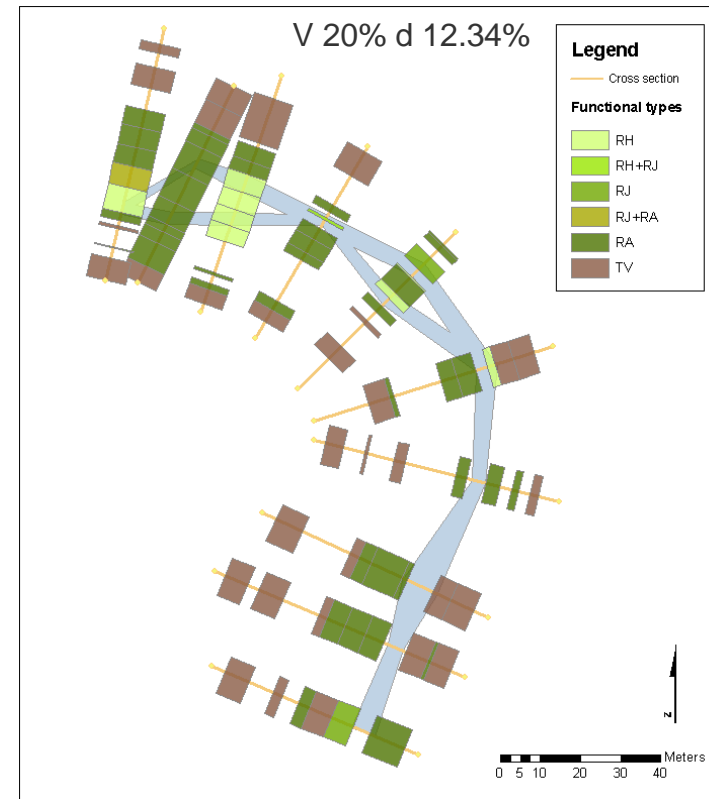 V 20% d 12.34%
Legend
Cross section
Functional types
RH
RH+RJ
RJ
RJ+RA
RA
TV
z
Meters
0 5 10 20 30 40